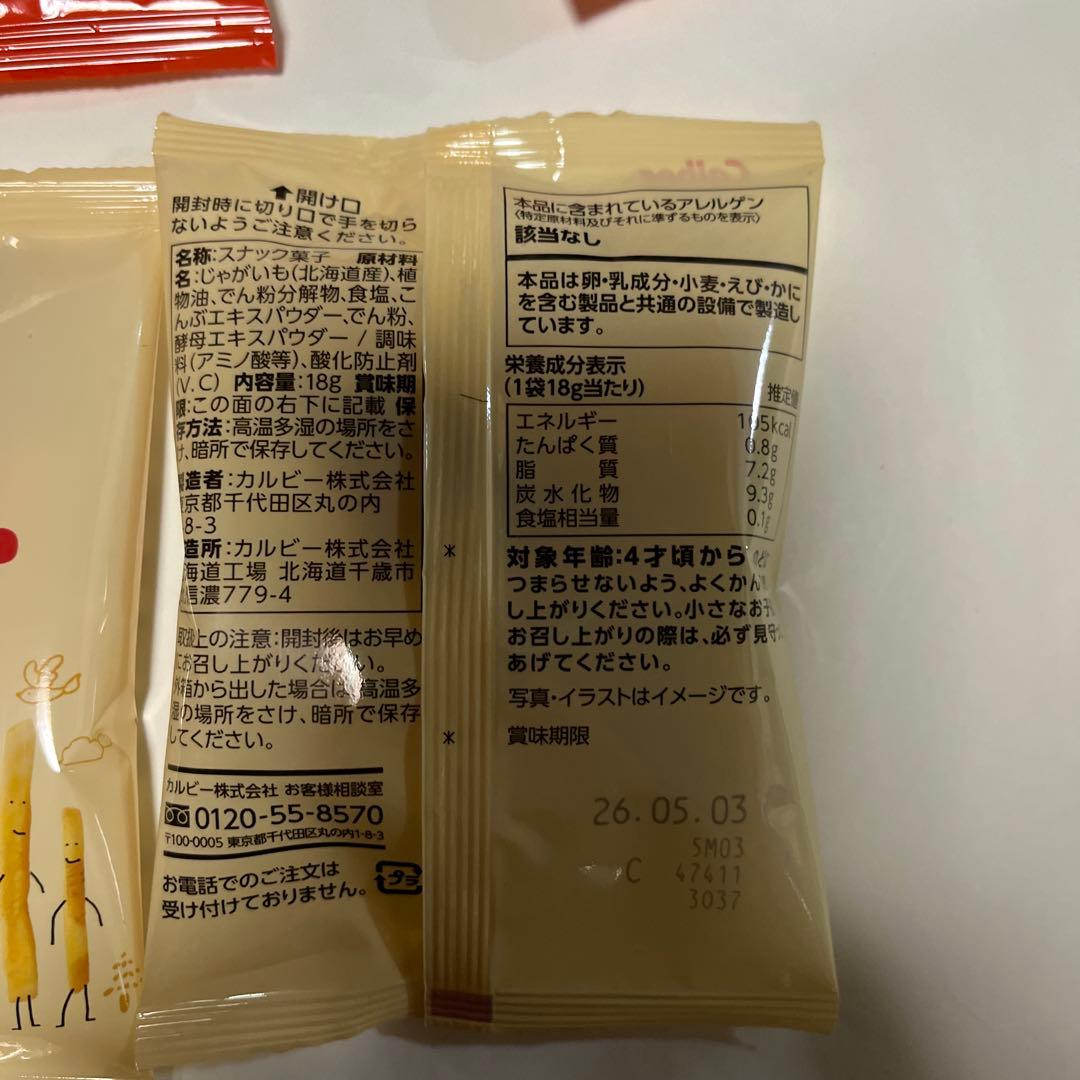 開け口
開封時に切り口で手を切ら
ないようご注意ください。
名称:スナック菓子 原材料
名:じゃがいも(北海道産)、植
物油、でん粉分解物、食塩、こ
んぶエキスパウダー、でん粉、
酵母エキスパウダー / 調味
料(アミノ酸等)、酸化防止剤
(V.C) 内容量:18g 賞味期
限:この面の右下に記載 保
存方法:高温多湿の場所をさ
け、暗所で保存してください。
造者:カルビー株式会社
京都千代田区丸の内
8-3
造所:カルビー株式会社
海道工場 北海道千歳市
信濃779-4
取扱上の注意:開封後はお早め
にお召し上がりください。
外箱から出した場合は、高温多
湿の場所をさけ、暗所で保存
してください。
カルビー株式会社 お客様相談室
0120-55-8570
〒100-0005 東京都千代田区丸の内1-8-3
お電話でのご注文は
受け付けておりません。
プラ
Calbee
本品に含まれているアレルゲン
〈特定原材料及びそれに準ずるものを表示〉
該当なし
本品は卵・乳成分・小麦・えび・かに
を含む製品と共通の設備で製造し
ています。
栄養成分表示
(1袋18g当たり) 推定値
エネルギー 105kcal
たんぱく質 0.8g
脂質 7.2g
炭水化物 9.3g
食塩相当量 0.1g
*
対象年齢:4才頃から
つまらせないよう、よくかん
し上がりください。小さなお子
お召し上がりの際は、必ず見守
あげてください。
写真・イラストはイメージです。
*
賞味期限
26.05.03
5M03
C 47411
3037